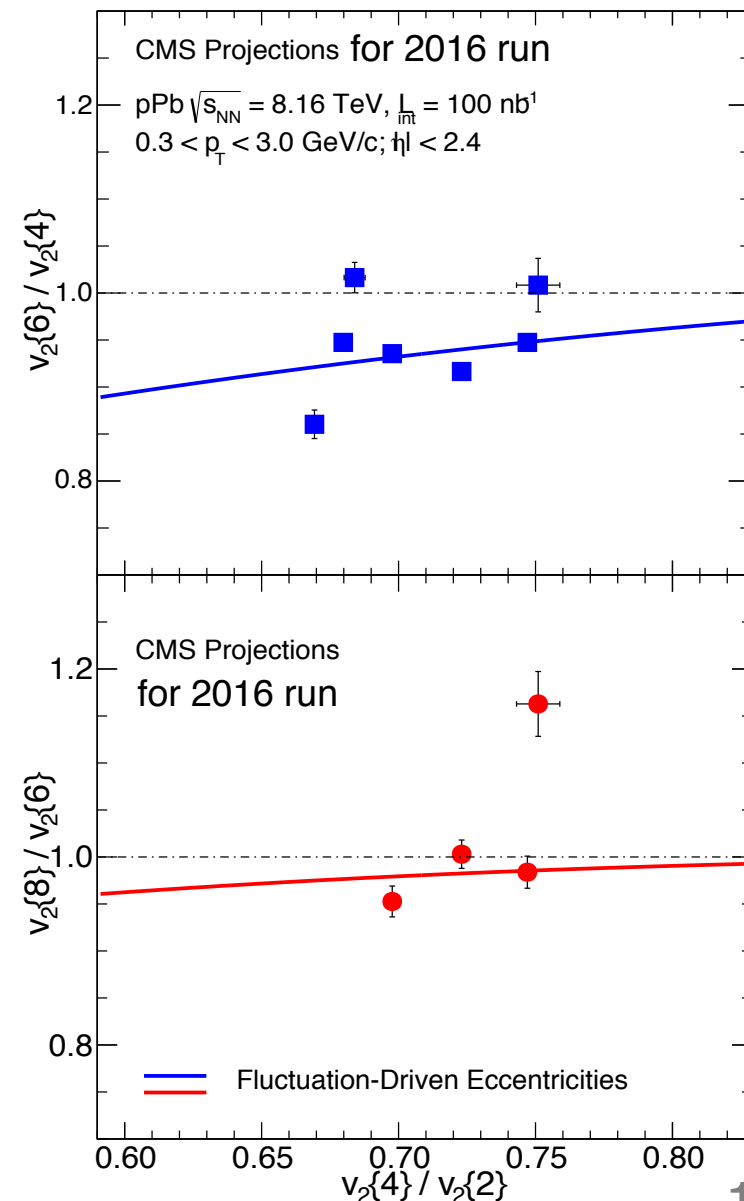 CMS Projections for 2016 run
pPb √s_NN = 8.16 TeV, L_int = 100 nb⁻¹
0.3 < p_T < 3.0 GeV/c; |η| < 2.4
1.2
1.0
0.8
v₂{6} / v₂{4}
CMS Projections
for 2016 run
1.2
1.0
0.8
v₂{8} / v₂{6}
Fluctuation-Driven Eccentricities
0.60 0.65 0.70 0.75 0.80
v₂{4} / v₂{2}